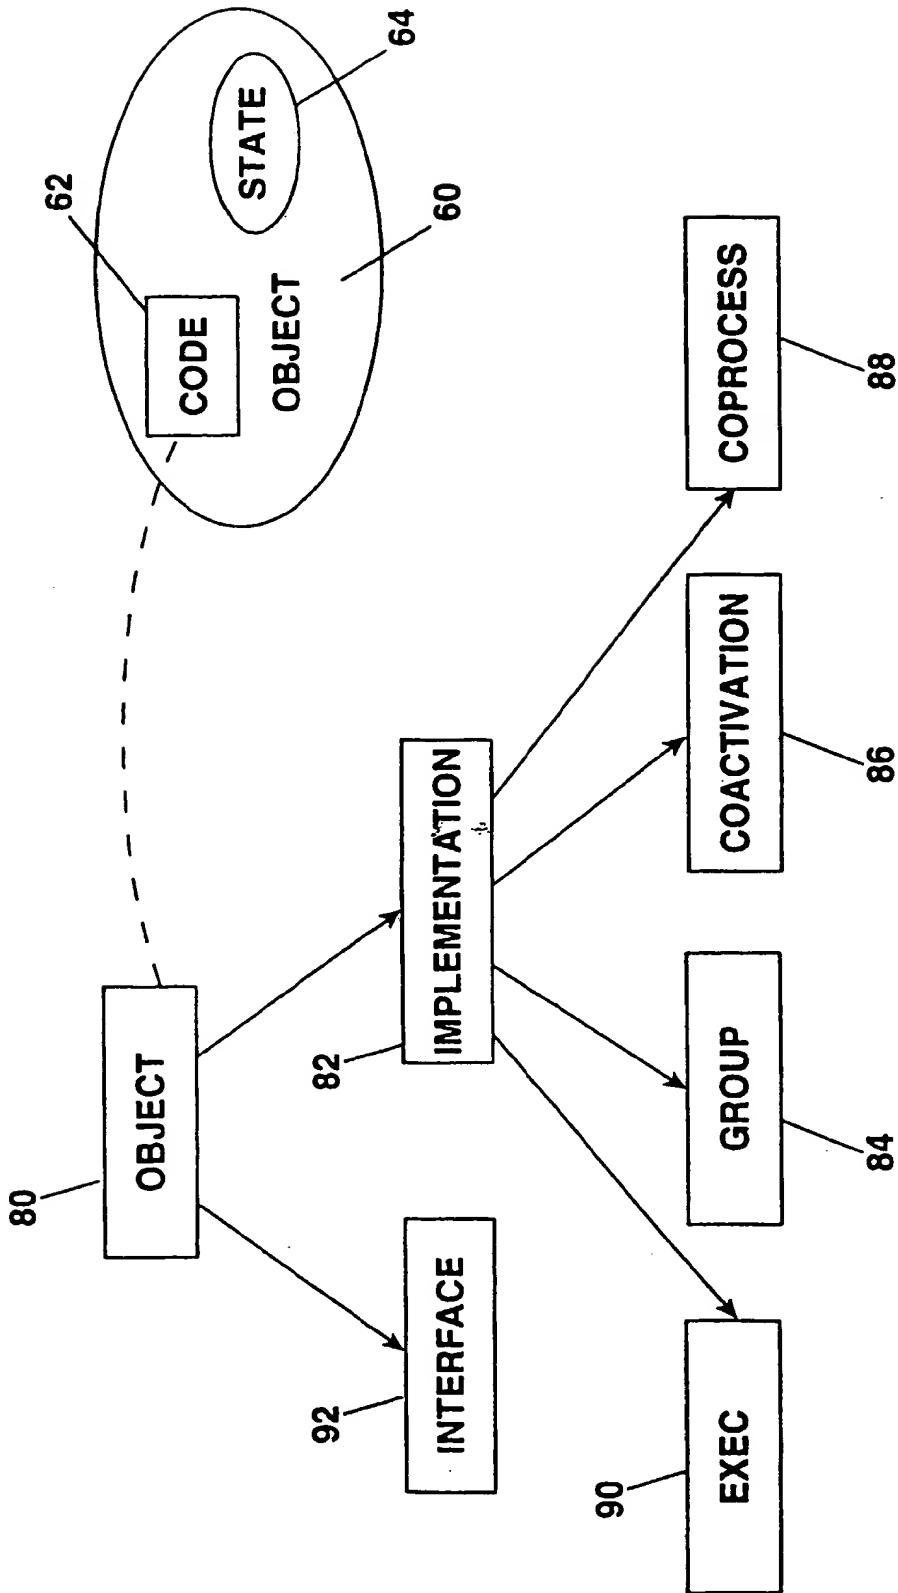 80
OBJECT
62
CODE
STATE
64
OBJECT
60
92
INTERFACE
82
IMPLEMENTATION
90
EXEC
GROUP
84
COACTIVATION
86
COPROCESS
88